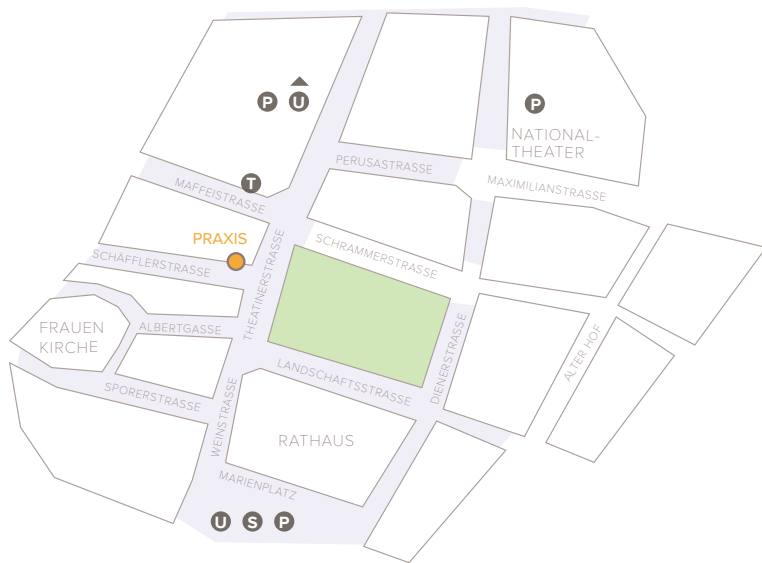 P
U
P
NATIONAL-
THEATER
PERUSASTRASSE
T
MAFFEISTRASSE
MAXIMILIANSTRASSE
PRAXIS
SCHRAMMERSTRASSE
SCHÄFFLERSTRASSE
THEATINERSTRASSE
FRAUEN
KIRCHE
ALBERTGASSE
DIENERSTRASSE
ALTER HOF
LANDSCHAFTSSTRASSE
SPORERSTRASSE
WEINSTRASSE
RATHAUS
MARIENPLATZ
U
S
P